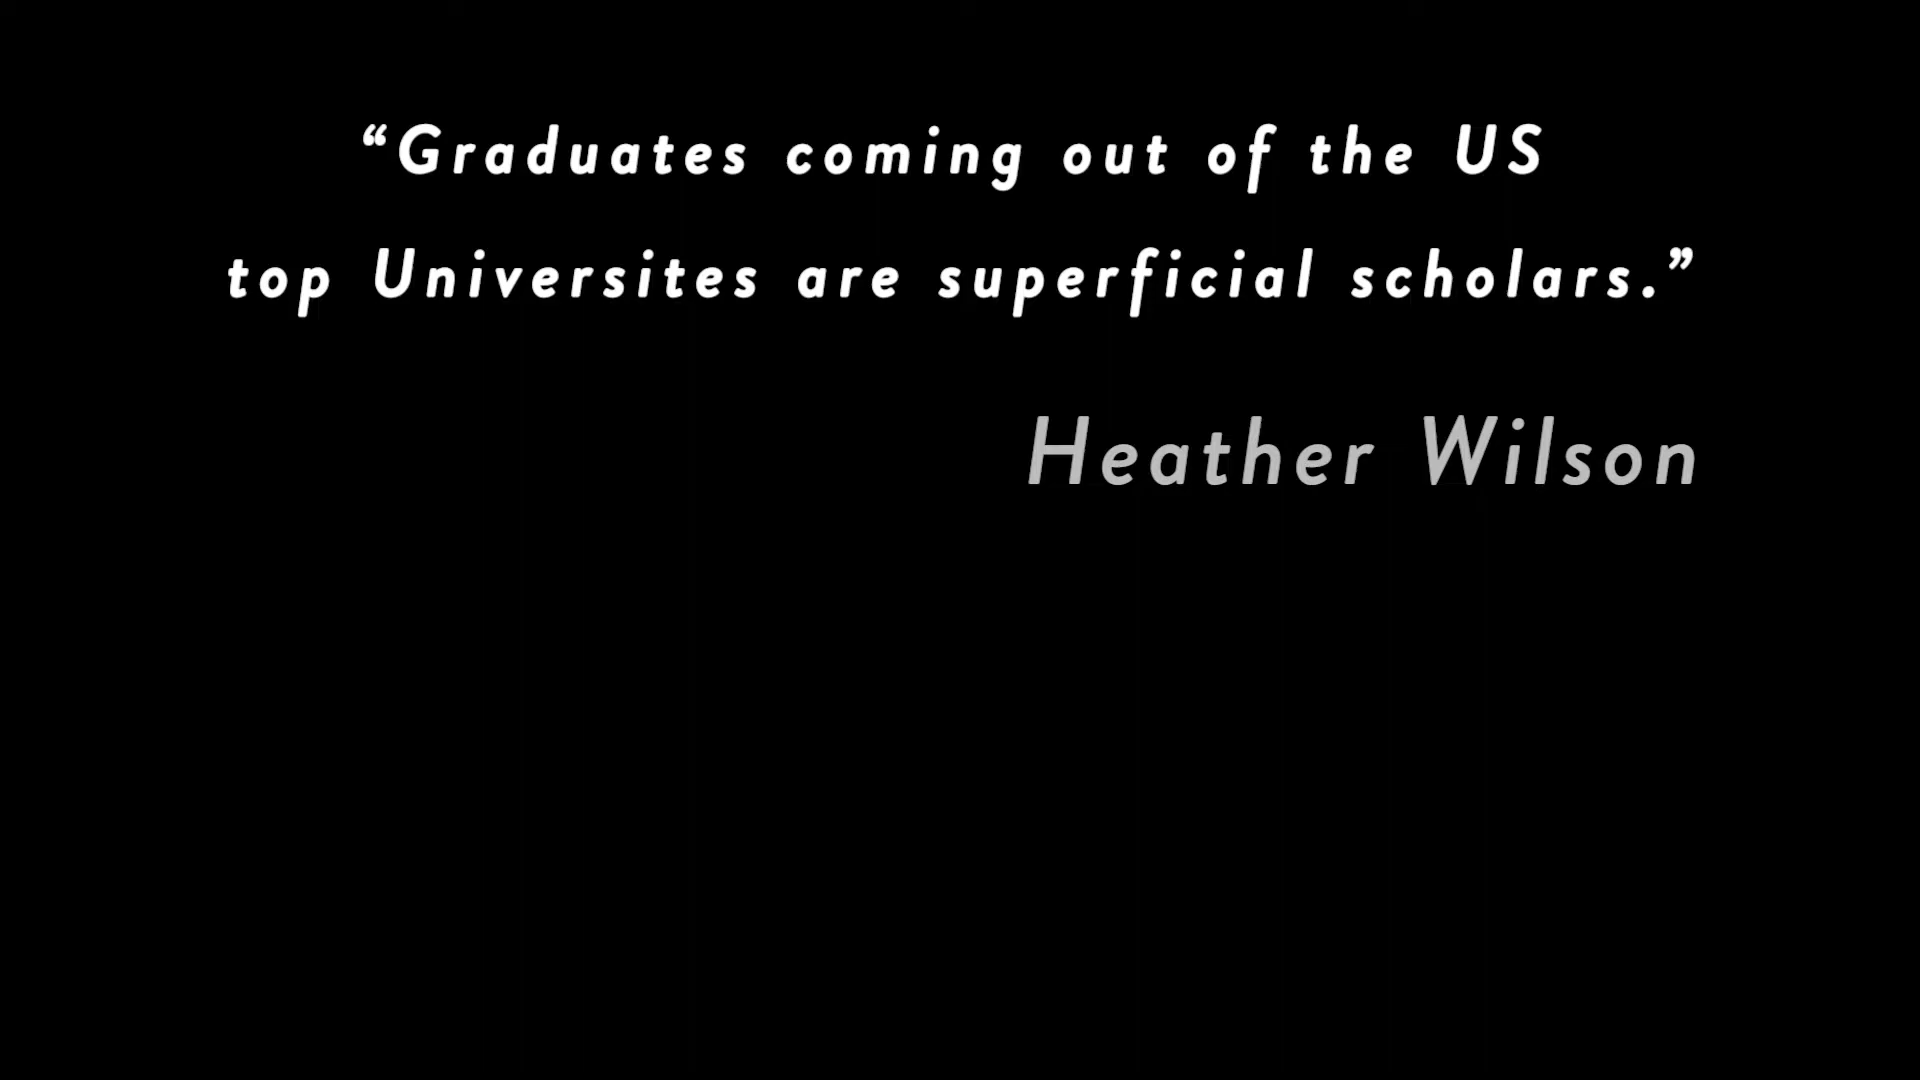 “Graduates coming out of the US
top Universites are superficial scholars.”
Heather Wilson